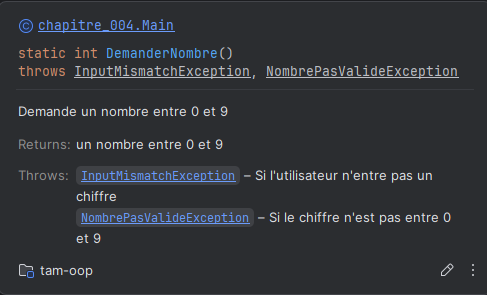 © chapitre_004.Main
static int DemanderNombre()
throws InputMismatchException, NombrePasValideException
Demande un nombre entre 0 et 9
Returns: un nombre entre 0 et 9
Throws: InputMismatchException – Si l'utilisateur n'entre pas un
chiffre
NombrePasValideException – Si le chiffre n'est pas entre 0
et 9
tam-oop